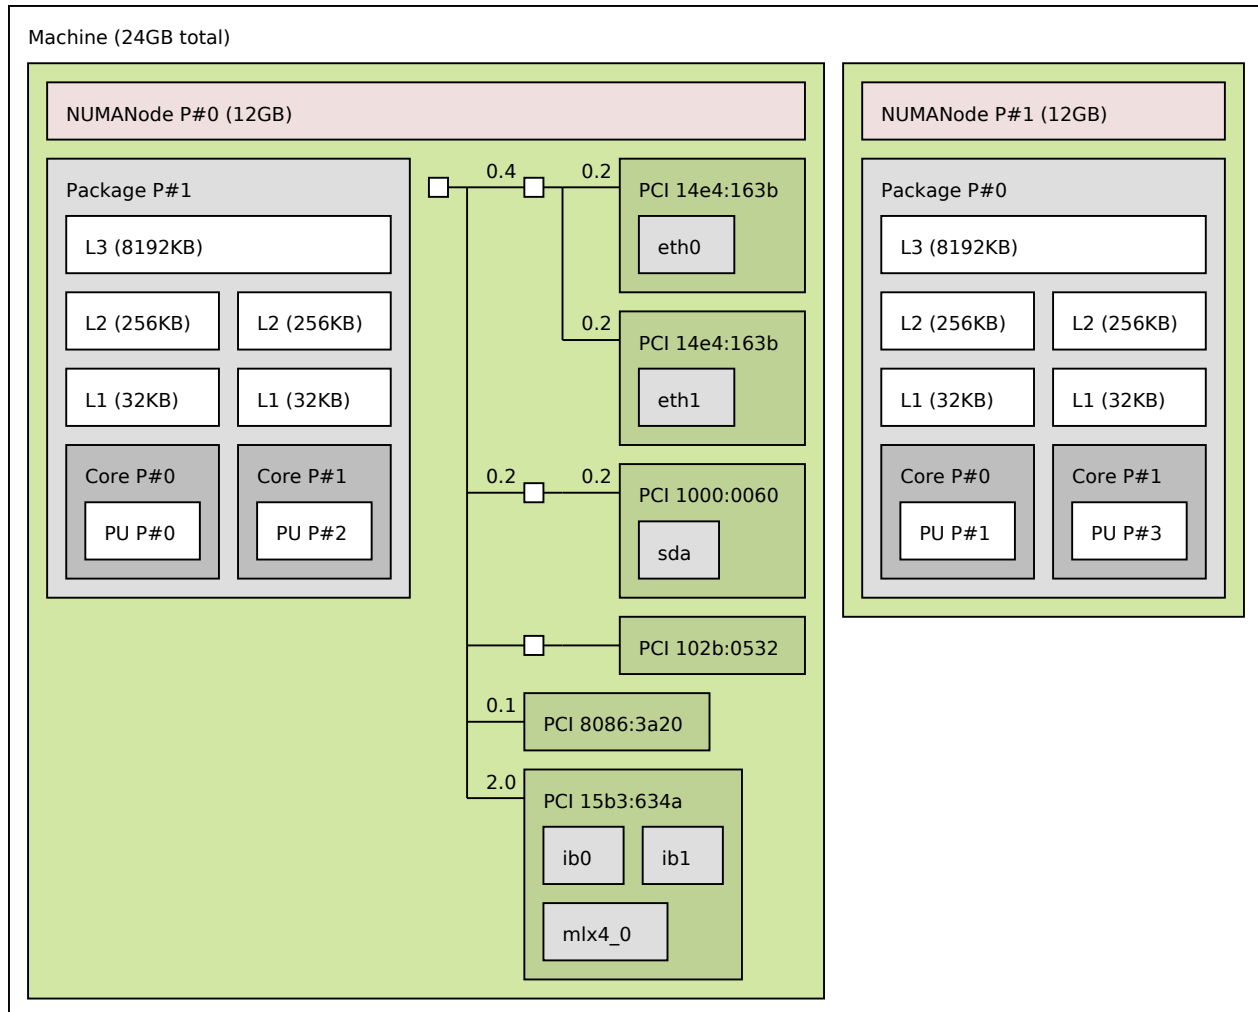 Machine (24GB total)
NUMANode P#0 (12GB)
Package P#1
L3 (8192KB)
L2 (256KB) L2 (256KB)
L1 (32KB) L1 (32KB)
Core P#0 Core P#1
PU P#0 PU P#2
0.4 0.2
PCI 14e4:163b
eth0
0.2
PCI 14e4:163b
eth1
0.2 0.2
PCI 1000:0060
sda
PCI 102b:0532
0.1
PCI 8086:3a20
2.0
PCI 15b3:634a
ib0 ib1
mlx4_0
NUMANode P#1 (12GB)
Package P#0
L3 (8192KB)
L2 (256KB) L2 (256KB)
L1 (32KB) L1 (32KB)
Core P#0 Core P#1
PU P#1 PU P#3